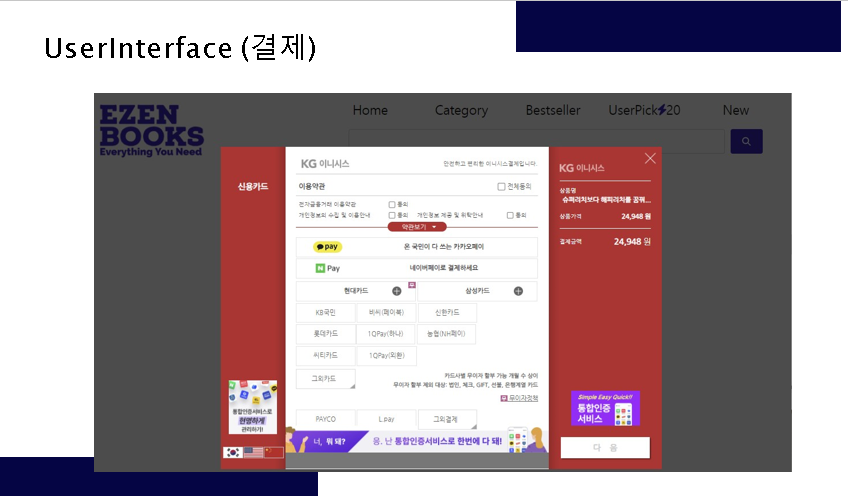 UserInterface (결제)
EZEN
BOOKS
Everything You Need
Home Category Bestseller UserPick 20 New
신용카드
KG 이니시스
안전하고 편리한 이니시스결제입니다.
이용약관
전체동의
전자금융거래 이용약관 동의
개인정보의 수집 및 이용안내 동의 개인정보 제공 및 위탁안내 동의
약관보기
pay 온 국민이 다 쓰는 카카오페이
N Pay 네이버페이로 결제하세요
현대카드 삼성카드
KB국민 비씨(페이북) 신한카드
롯데카드 1QPay(하나) 농협(NH페이)
씨티카드 1QPay(외환)
그외카드
카드사별 무이자 할부 가능 개월 수 상이
무이자 할부 제외 대상: 법인, 체크, GIFT, 선불, 은행계열 카드
무이자정책
PAYCO L.pay 그외결제
너, 뭐 돼? 응. 난 통합인증서비스로 한번에 다 돼!
통합인증서비스로
현명하게
관리하기!
KG 이니시스
상품명
슈퍼리치보다 해피리치를 꿈꿔...
상품가격 24,948 원
결제금액 24,948 원
Simple Easy Quick!!
통합인증
서비스
다 음